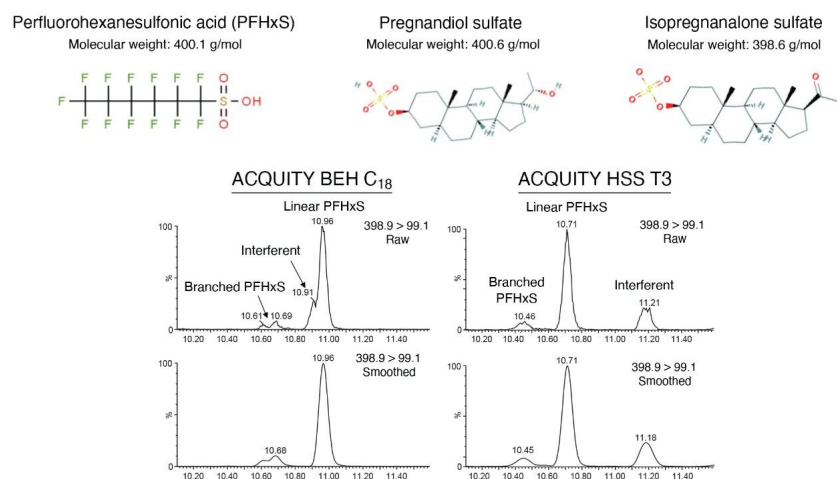 Perfluorohexanesulfonic acid (PFHxS)
Molecular weight: 400.1 g/mol
Pregnandiol sulfate
Molecular weight: 400.6 g/mol
Isopregnanalone sulfate
Molecular weight: 398.6 g/mol
F F F F F F O
F S OH
F F F F F F O
H O O
O S
O
H
H H
H
O H
O O
O S
O
H
H H
H
O
ACQUITY BEH C18
Linear PFHxS
10.96
398.9 > 99.1
Raw
100
%
0
Interferent
10.91
Branched PFHxS
10.61 10.69
10.20 10.40 10.60 10.80 11.00 11.20 11.40
10.96
398.9 > 99.1
Smoothed
100
%
0
10.68
10.20 10.40 10.60 10.80 11.00 11.20 11.40
ACQUITY HSS T3
Linear PFHxS
10.71
398.9 > 99.1
Raw
100
%
0
Branched
PFHxS
10.46
Interferent
11.21
10.20 10.40 10.60 10.80 11.00 11.20 11.40
10.71
398.9 > 99.1
Smoothed
100
%
0
10.45
11.18
10.20 10.40 10.60 10.80 11.00 11.20 11.40